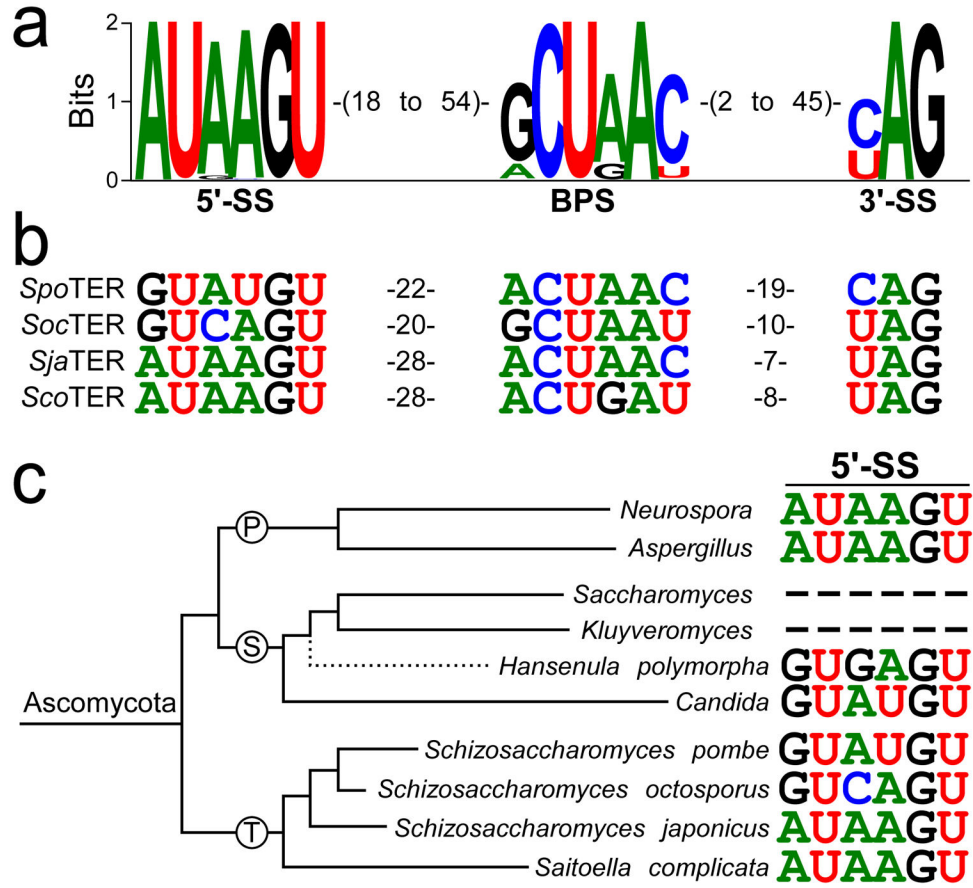 a
2
1
0
Bits
AUAAGU -(18 to 54)- GCUAAC -(2 to 45)- CAG
G AGU U
5'-SS BPS 3'-SS
b
SpoTER GUAUGU -22- ACUAAC -19- CAG
SocTER GUCAGU -20- GCUAAU -10- UAG
SjaTER AUAAGU -28- ACUAAC -7- UAG
ScoTER AUAAGU -28- ACUGAU -8- UAG
c
5'-SS
Ascomycota
P
S
T
Neurospora AUAAGU
Aspergillus AUAAGU
Saccharomyces ------
Kluyveromyces ------
Hansenula polymorpha GUGAGU
Candida GUAUGU
Schizosaccharomyces pombe GUAUGU
Schizosaccharomyces octosporus GUCAGU
Schizosaccharomyces japonicus AUAAGU
Saitoella complicata AUAAGU